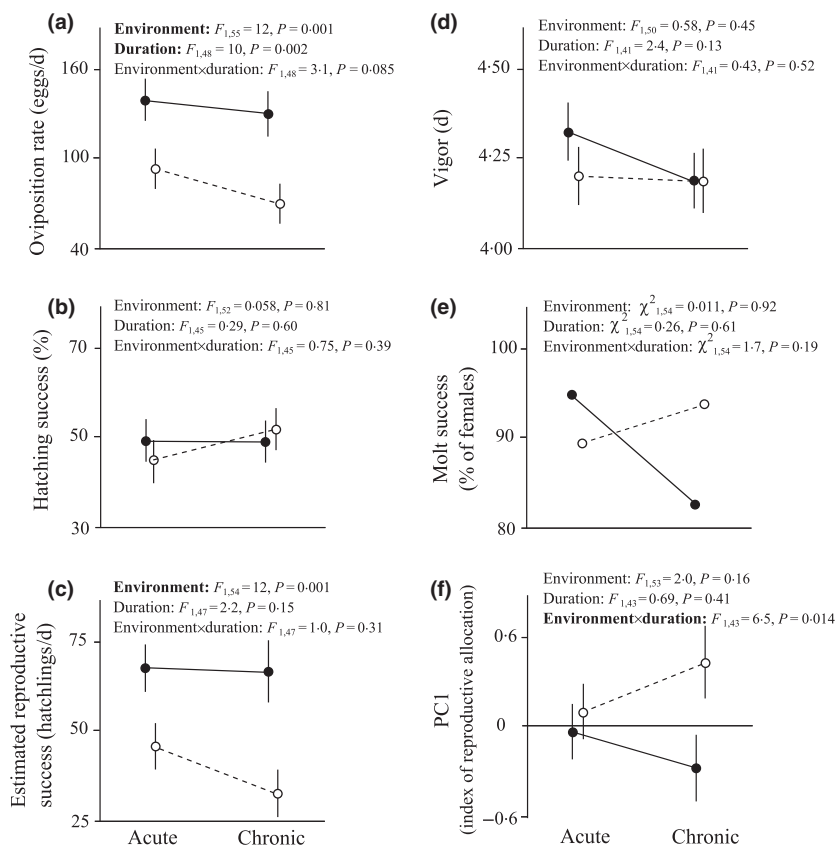 (a)
Environment: F1,55 = 12, P = 0·001
Duration: F1,48 = 10, P = 0·002
Environment×duration: F1,48 = 3·1, P = 0·085
Oviposition rate (eggs/d)
160
100
40
(b)
Environment: F1,52 = 0·058, P = 0·81
Duration: F1,45 = 0·29, P = 0·60
Environment×duration: F1,45 = 0·75, P = 0·39
Hatching success (%)
70
50
30
(c)
Environment: F1,54 = 12, P = 0·001
Duration: F1,47 = 2·2, P = 0·15
Environment×duration: F1,47 = 1·0, P = 0·31
Estimated reproductive
success (hatchlings/d)
75
50
25
Acute Chronic
(d)
Environment: F1,50 = 0·58, P = 0·45
Duration: F1,41 = 2·4, P = 0·13
Environment×duration: F1,41 = 0·43, P = 0·52
Vigor (d)
4·50
4·25
4·00
(e)
Environment: χ²1,54 = 0·011, P = 0·92
Duration: χ²1,54 = 0·26, P = 0·61
Environment×duration: χ²1,54 = 1·7, P = 0·19
Molt success
(% of females)
100
90
80
(f)
Environment: F1,53 = 2·0, P = 0·16
Duration: F1,43 = 0·69, P = 0·41
Environment×duration: F1,43 = 6·5, P = 0·014
PC1
(index of reproductive allocation)
0·6
0
−0·6
Acute Chronic